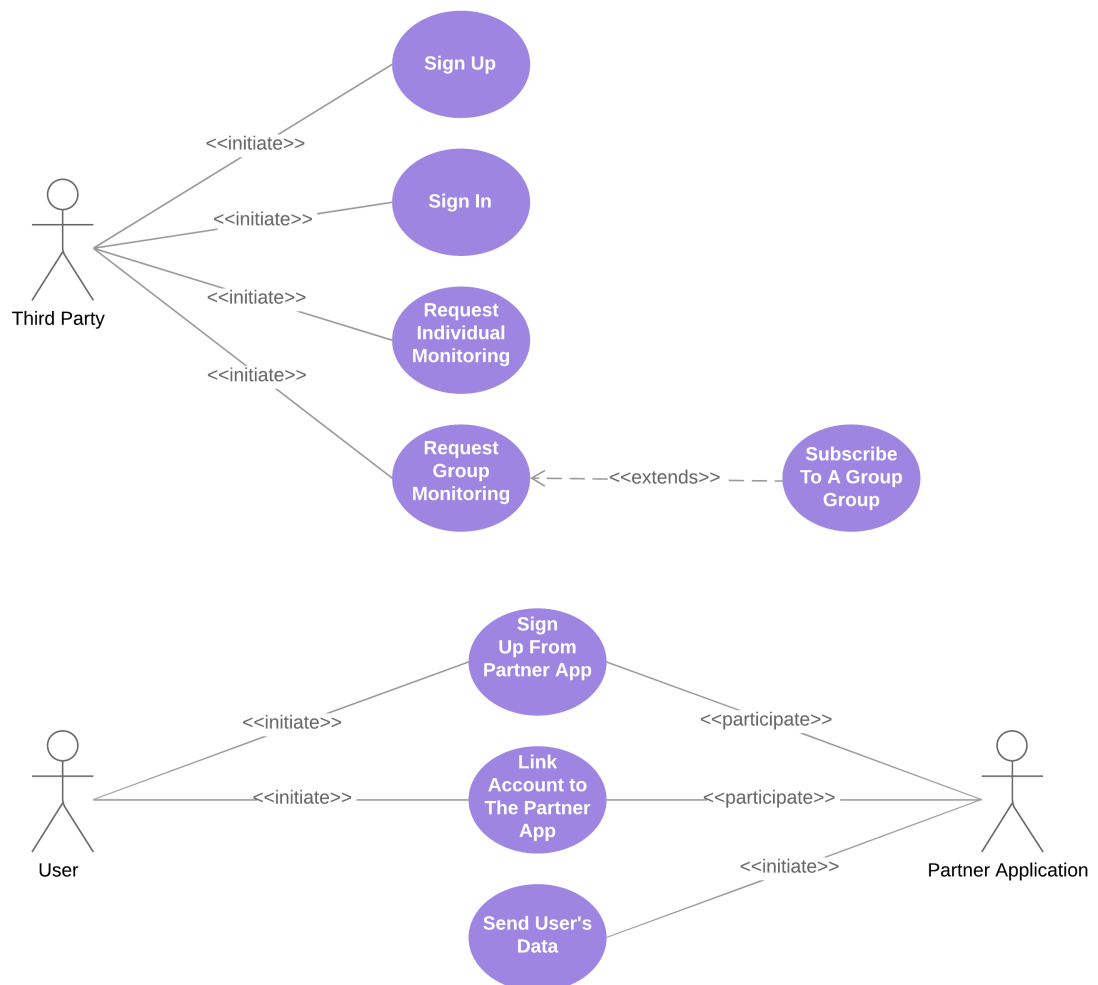 Sign Up
<<initiate>>
Sign In
<<initiate>>
Third Party
<<initiate>>
Request
Individual
Monitoring
<<initiate>>
Request
Group
Monitoring
<<extends>>
Subscribe
To A Group
Group
Sign
Up From
Partner App
<<initiate>>
<<participate>>
User
<<initiate>>
Link
Account to
The Partner
App
<<participate>>
<<initiate>>
Partner Application
Send User's
Data